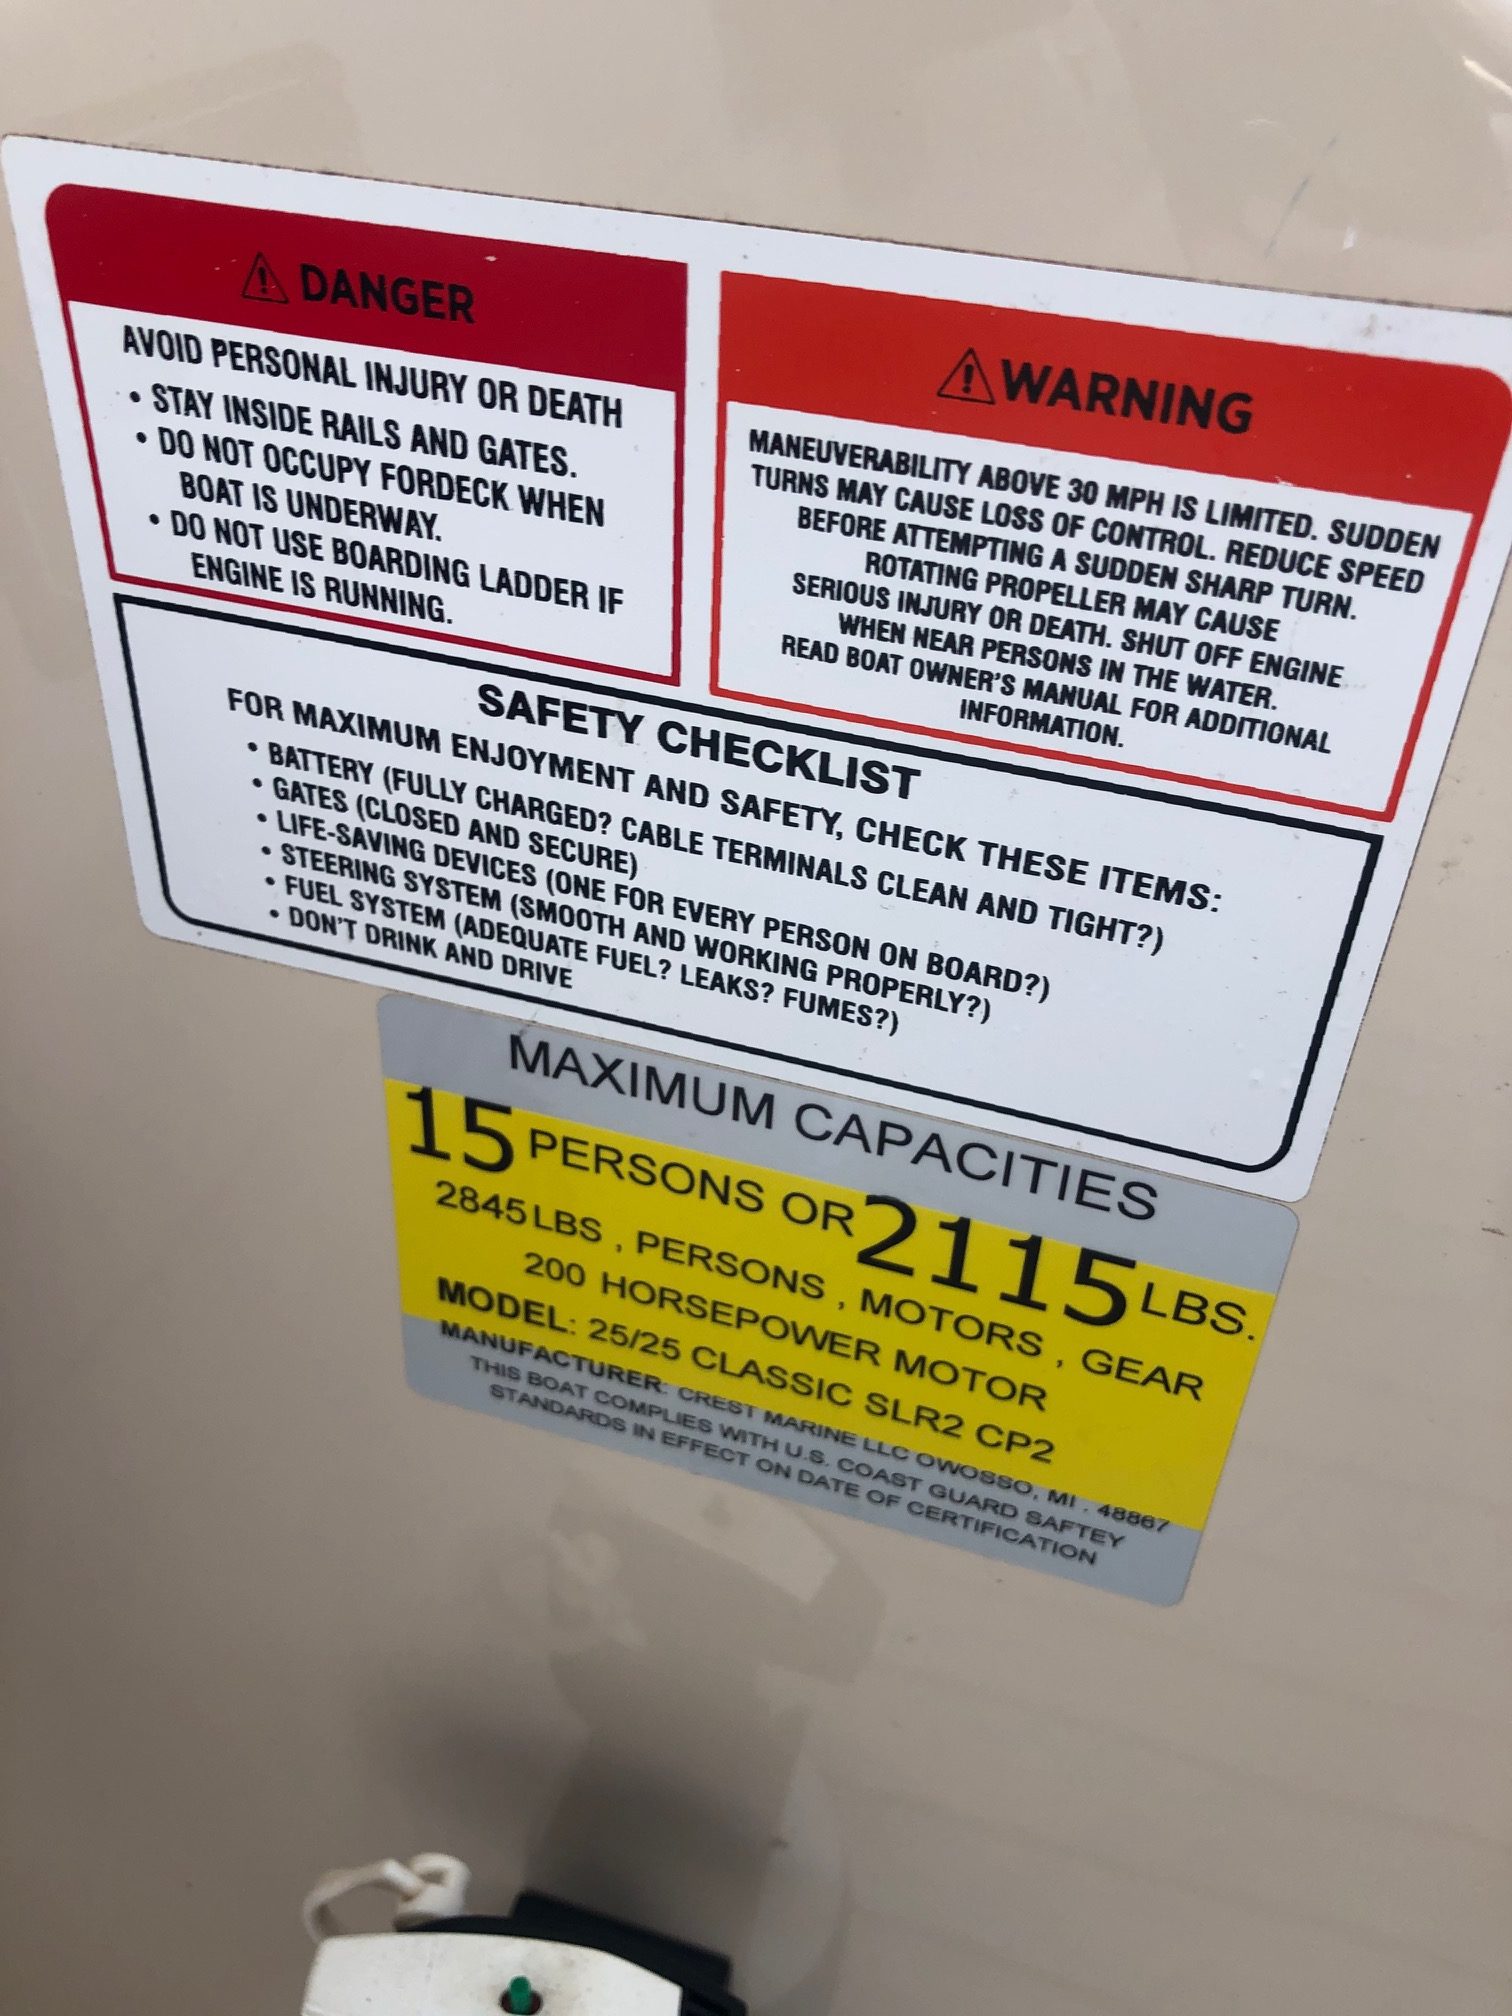 ⚠ DANGER
AVOID PERSONAL INJURY OR DEATH
• STAY INSIDE RAILS AND GATES.
• DO NOT OCCUPY FORDECK WHEN
BOAT IS UNDERWAY.
• DO NOT USE BOARDING LADDER IF
ENGINE IS RUNNING.
⚠ WARNING
MANEUVERABILITY ABOVE 30 MPH IS LIMITED. SUDDEN
TURNS MAY CAUSE LOSS OF CONTROL. REDUCE SPEED
BEFORE ATTEMPTING A SUDDEN SHARP TURN.
ROTATING PROPELLER MAY CAUSE
SERIOUS INJURY OR DEATH. SHUT OFF ENGINE
WHEN NEAR PERSONS IN THE WATER.
READ BOAT OWNER'S MANUAL FOR ADDITIONAL
INFORMATION.
SAFETY CHECKLIST
FOR MAXIMUM ENJOYMENT AND SAFETY, CHECK THESE ITEMS:
• BATTERY (FULLY CHARGED? CABLE TERMINALS CLEAN AND TIGHT?)
• GATES (CLOSED AND SECURE)
• LIFE-SAVING DEVICES (ONE FOR EVERY PERSON ON BOARD?)
• STEERING SYSTEM (SMOOTH AND WORKING PROPERLY?)
• FUEL SYSTEM (ADEQUATE FUEL? LEAKS? FUMES?)
• DON'T DRINK AND DRIVE
MAXIMUM CAPACITIES
15 PERSONS OR 2115 LBS.
2845 LBS , PERSONS , MOTORS , GEAR
200 HORSEPOWER MOTOR
MODEL: 25/25 CLASSIC SLR2 CP2
MANUFACTURER: CREST MARINE LLC OWOSSO, MI . 48867
THIS BOAT COMPLIES WITH U.S. COAST GUARD SAFTEY
STANDARDS IN EFFECT ON DATE OF CERTIFICATION